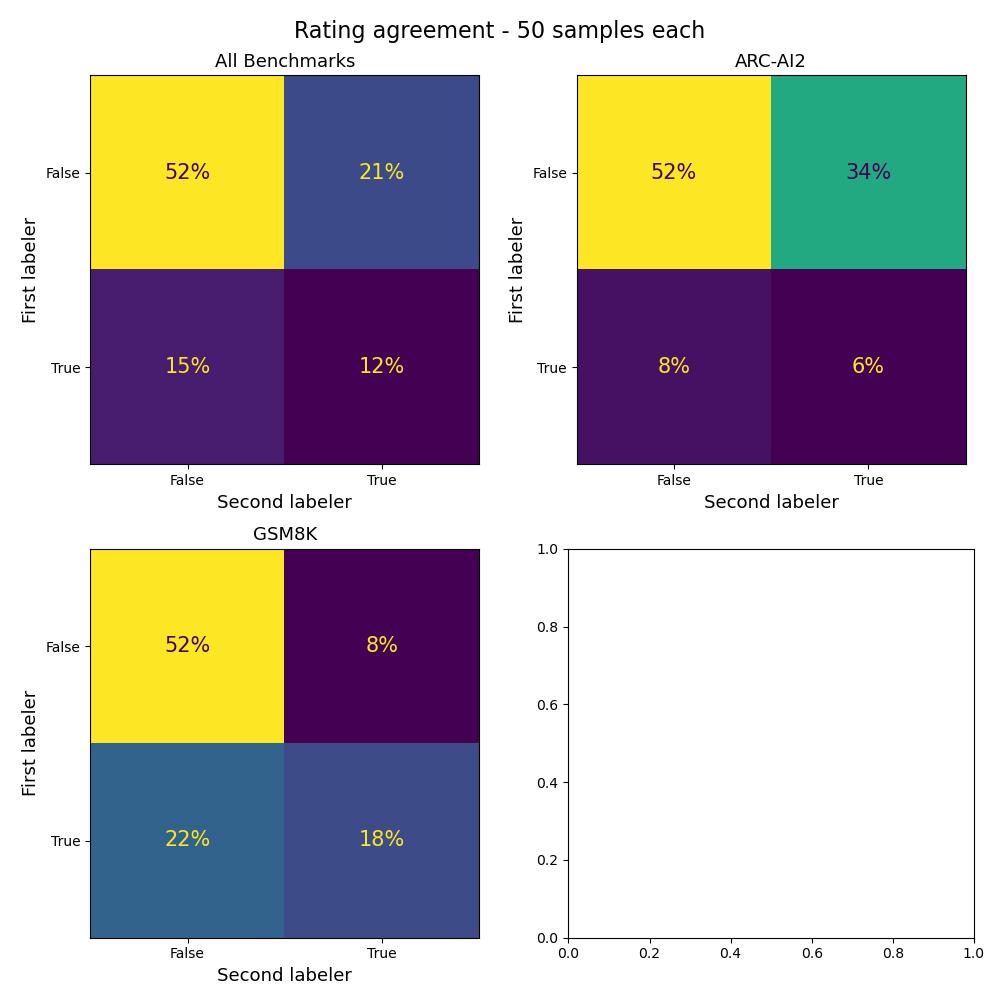 Rating agreement - 50 samples each
All Benchmarks
False
52%
21%
First labeler
True
15%
12%
False
True
Second labeler
ARC-AI2
False
52%
34%
First labeler
True
8%
6%
False
True
Second labeler
GSM8K
False
52%
8%
First labeler
True
22%
18%
False
True
Second labeler
1.0
0.8
0.6
0.4
0.2
0.0
0.0
0.2
0.4
0.6
0.8
1.0